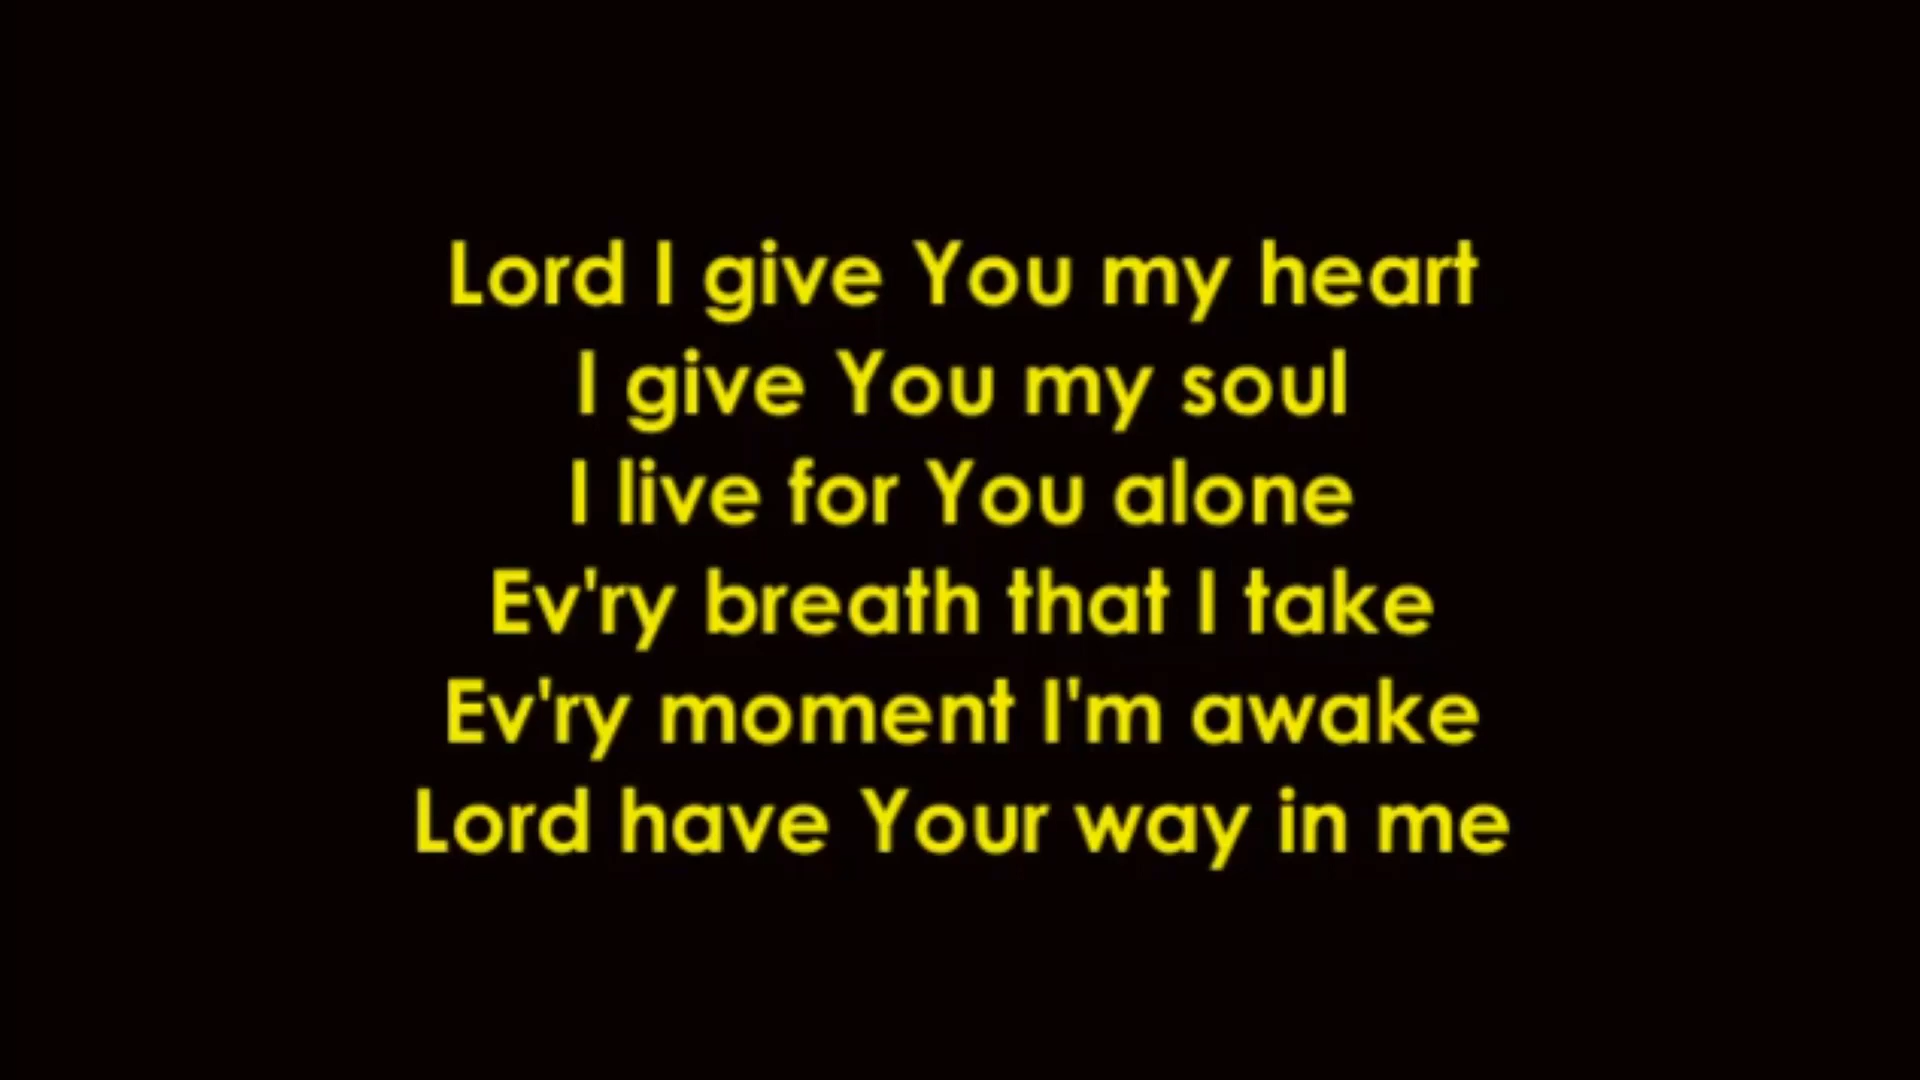 Lord I give You my heart
I give You my soul
I live for You alone
Ev'ry breath that I take
Ev'ry moment I'm awake
Lord have Your way in me